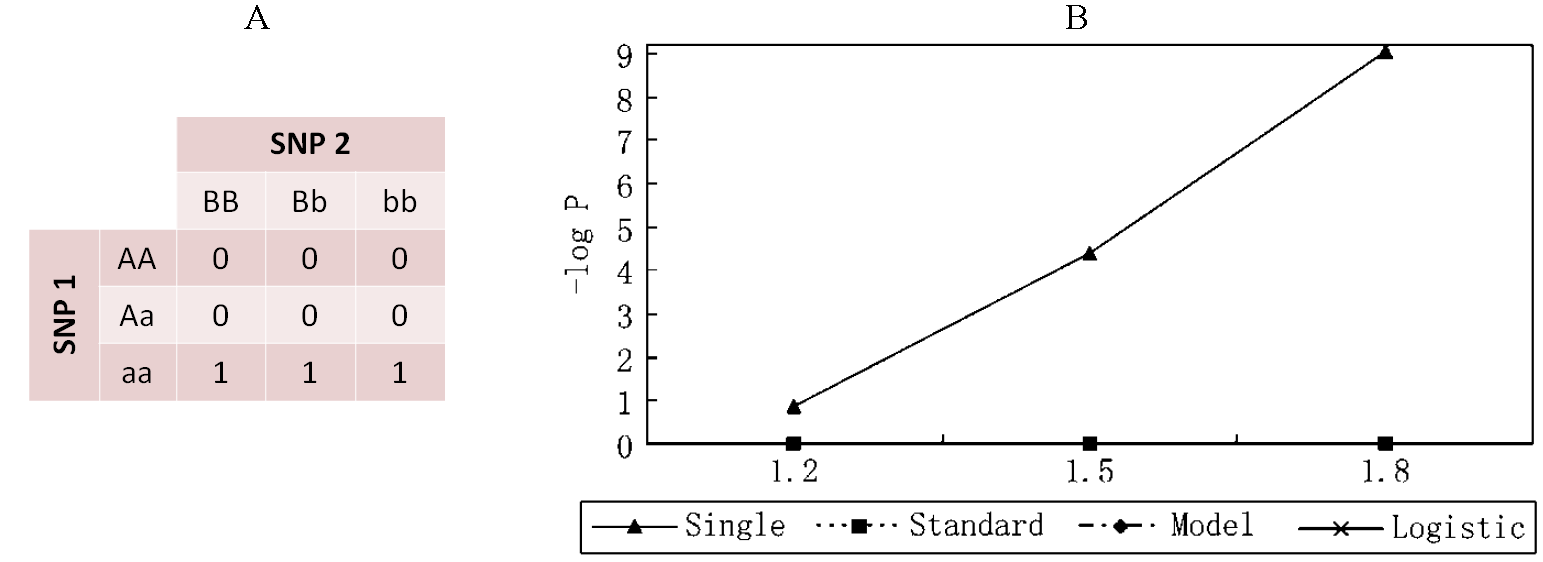 A
SNP 2
BB Bb bb
SNP 1
AA 0 0 0
Aa 0 0 0
aa 1 1 1
B
-log P
9
8
7
6
5
4
3
2
1
0
1.2 1.5 1.8
Single Standard Model Logistic